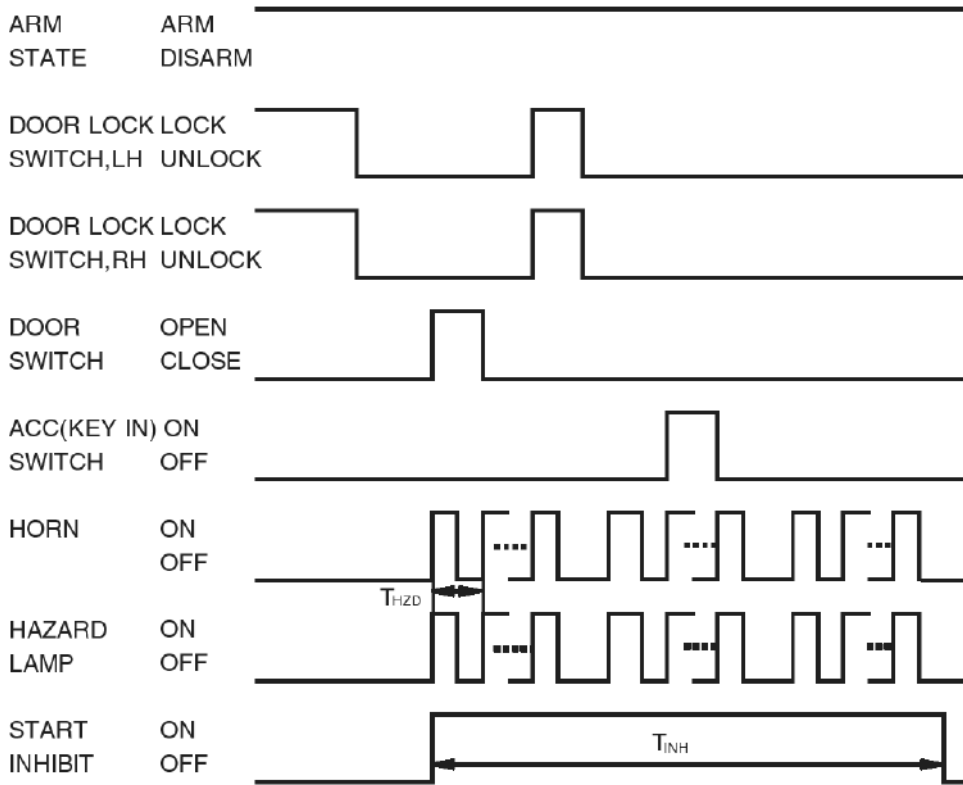 ARM ARM
STATE DISARM
DOOR LOCK LOCK
SWITCH,LH UNLOCK
DOOR LOCK LOCK
SWITCH,RH UNLOCK
DOOR OPEN
SWITCH CLOSE
ACC(KEY IN) ON
SWITCH OFF
HORN ON
OFF
THZD
HAZARD ON
LAMP OFF
START ON
TINH
INHIBIT OFF